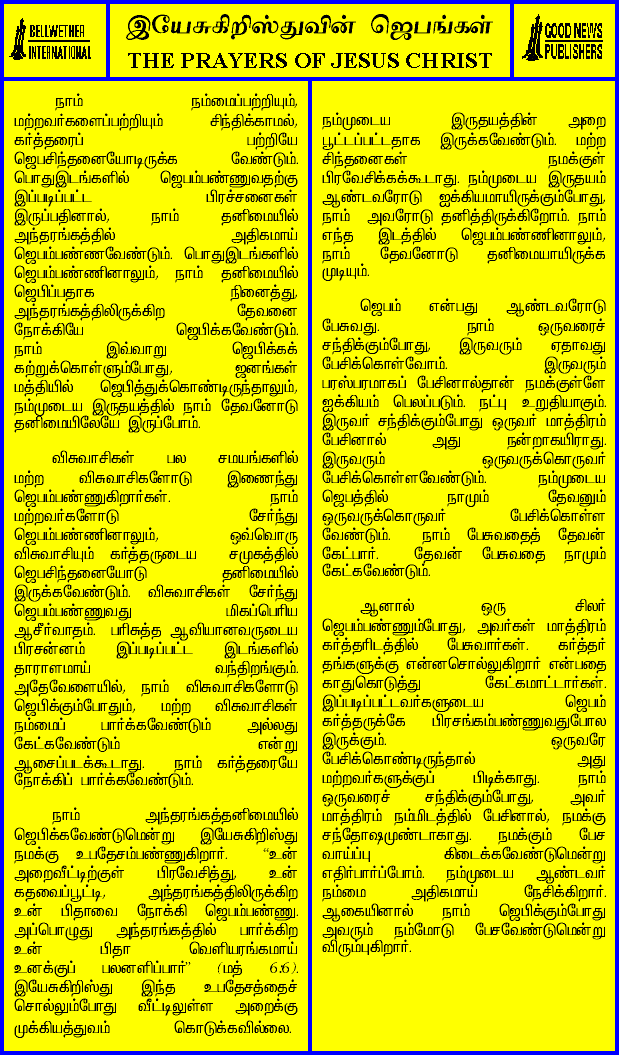 BELLWETHER
INTERNATIONAL
இயேசுகிறிஸ்துவின் ஜெபங்கள்
THE PRAYERS OF JESUS CHRIST
GOOD NEWS
PUBLISHERS
நாம் நம்மைப்பற்றியும்,
மற்றவர்களைப்பற்றியும் சிந்திக்காமல்,
கர்த்தரைப் பற்றியே
ஜெபசிந்தனையோடிருக்க வேண்டும்.
பொதுஇடங்களில் ஜெபம்பண்ணுவதற்கு
இப்படிப்பட்ட பிரச்சனைகள்
இருப்பதினால், நாம் தனிமையில்
அந்தரங்கத்தில் அதிகமாய்
ஜெபம்பண்ணவேண்டும். பொதுஇடங்களில்
ஜெபம்பண்ணினாலும், நாம் தனிமையில்
ஜெபிப்பதாக நினைத்து,
அந்தரங்கத்திலிருக்கிற தேவனை
நோக்கியே ஜெபிக்கவேண்டும்.
நாம் இவ்வாறு ஜெபிக்கக்
கற்றுக்கொள்ளும்போது, ஜனங்கள்
மத்தியில் ஜெபித்துக்கொண்டிருந்தாலும்,
நம்முடைய இருதயத்தில் நாம் தேவனோடு
தனிமையிலேயே இருப்போம்.
விசுவாசிகள் பல சமயங்களில்
மற்ற விசுவாசிகளோடு இணைந்து
ஜெபம்பண்ணுகிறார்கள். நாம்
மற்றவர்களோடு சேர்ந்து
ஜெபம்பண்ணினாலும், ஒவ்வொரு
விசுவாசியும் கர்த்தருடைய சமுகத்தில்
ஜெபசிந்தனையோடு தனிமையில்
இருக்கவேண்டும். விசுவாசிகள் சேர்ந்து
ஜெபம்பண்ணுவது மிகப்பெரிய
ஆசீர்வாதம். பரிசுத்த ஆவியானவருடைய
பிரசன்னம் இப்படிப்பட்ட இடங்களில்
தாராளமாய் வந்திறங்கும்.
அதேவேளையில், நாம் விசுவாசிகளோடு
ஜெபிக்கும்போதும், மற்ற விசுவாசிகள்
நம்மைப் பார்க்கவேண்டும் அல்லது
கேட்கவேண்டும் என்று
ஆசைப்படக்கூடாது. நாம் கர்த்தரையே
நோக்கிப் பார்க்கவேண்டும்.
நாம் அந்தரங்கத்தனிமையில்
ஜெபிக்கவேண்டுமென்று இயேசுகிறிஸ்து
நமக்கு உபதேசம்பண்ணுகிறார். “உன்
அறைவீட்டிற்குள் பிரவேசித்து, உன்
கதவைப்பூட்டி, அந்தரங்கத்திலிருக்கிற
உன் பிதாவை நோக்கி ஜெபம்பண்ணு.
அப்பொழுது அந்தரங்கத்தில் பார்க்கிற
உன் பிதா வெளியரங்கமாய்
உனக்குப் பலனளிப்பார்” (மத் 6:6).
இயேசுகிறிஸ்து இந்த உபதேசத்தைச்
சொல்லும்போது வீட்டிலுள்ள அறைக்கு
முக்கியத்துவம் கொடுக்கவில்லை.
நம்முடைய இருதயத்தின் அறை
பூட்டப்பட்டதாக இருக்கவேண்டும். மற்ற
சிந்தனைகள் நமக்குள்
பிரவேசிக்கக்கூடாது. நம்முடைய இருதயம்
ஆண்டவரோடு ஐக்கியமாயிருக்கும்போது,
நாம் அவரோடு தனித்திருக்கிறோம். நாம்
எந்த இடத்தில் ஜெபம்பண்ணினாலும்,
நாம் தேவனோடு தனிமையாயிருக்க
முடியும்.
ஜெபம் என்பது ஆண்டவரோடு
பேசுவது. நாம் ஒருவரைச்
சந்திக்கும்போது, இருவரும் ஏதாவது
பேசிக்கொள்வோம். இருவரும்
பரஸ்பரமாகப் பேசினால்தான் நமக்குள்ளே
ஐக்கியம் பெலப்படும். நட்பு உறுதியாகும்.
இருவர் சந்திக்கும்போது ஒருவர் மாத்திரம்
பேசினால் அது நன்றாகயிராது.
இருவரும் ஒருவருக்கொருவர்
பேசிக்கொள்ளவேண்டும். நம்முடைய
ஜெபத்தில் நாமும் தேவனும்
ஒருவருக்கொருவர் பேசிக்கொள்ள
வேண்டும். நாம் பேசுவதைத் தேவன்
கேட்பார். தேவன் பேசுவதை நாமும்
கேட்கவேண்டும்.
ஆனால் ஒரு சிலர்
ஜெபம்பண்ணும்போது, அவர்கள் மாத்திரம்
கர்த்தரிடத்தில் பேசுவார்கள். கர்த்தர்
தங்களுக்கு என்னசொல்லுகிறார் என்பதை
காதுகொடுத்து கேட்கமாட்டார்கள்.
இப்படிப்பட்டவர்களுடைய ஜெபம்
கர்த்தருக்கே பிரசங்கம்பண்ணுவதுபோல
இருக்கும். ஒருவரே
பேசிக்கொண்டிருந்தால் அது
மற்றவர்களுக்குப் பிடிக்காது. நாம்
ஒருவரைச் சந்திக்கும்போது, அவர்
மாத்திரம் நம்மிடத்தில் பேசினால், நமக்கு
சந்தோஷமுண்டாகாது. நமக்கும் பேச
வாய்ப்பு கிடைக்கவேண்டுமென்று
எதிர்பார்ப்போம். நம்முடைய ஆண்டவர்
நம்மை அதிகமாய் நேசிக்கிறார்.
ஆகையினால் நாம் ஜெபிக்கும்போது
அவரும் நம்மோடு பேசவேண்டுமென்று
விரும்புகிறார்.